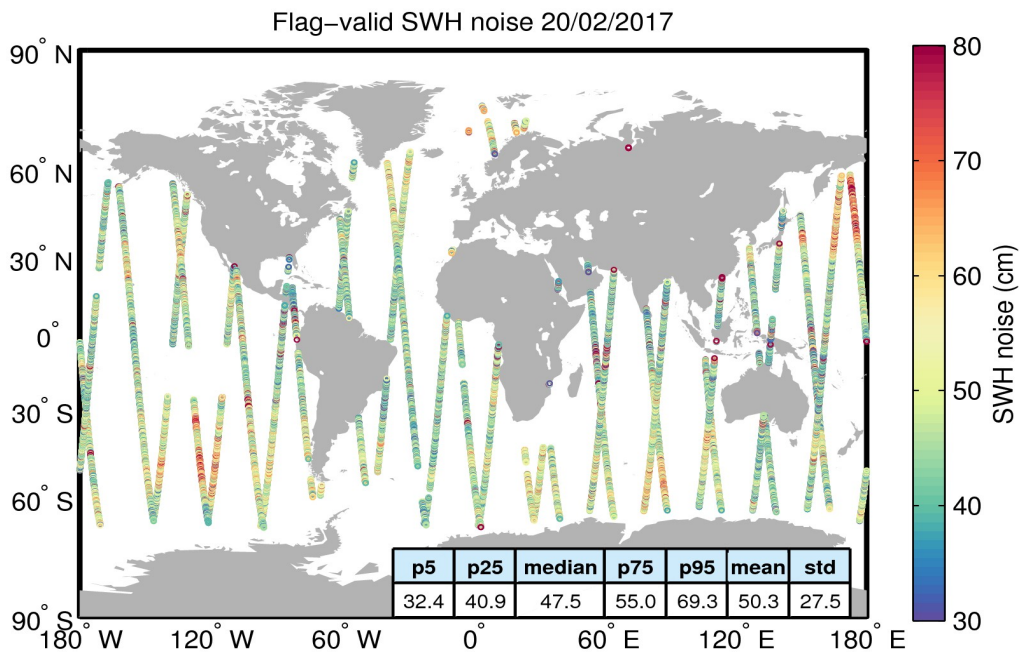 Flag−valid SWH noise 20/02/2017
90° N
60° N
30° N
0°
30° S
60° S
90° S
180° W
120° W
60° W
0°
60° E
120° E
180° E
p5 p25 median p75 p95 mean std
32.4 40.9 47.5 55.0 69.3 50.3 27.5
80
70
60
50
40
30
SWH noise (cm)